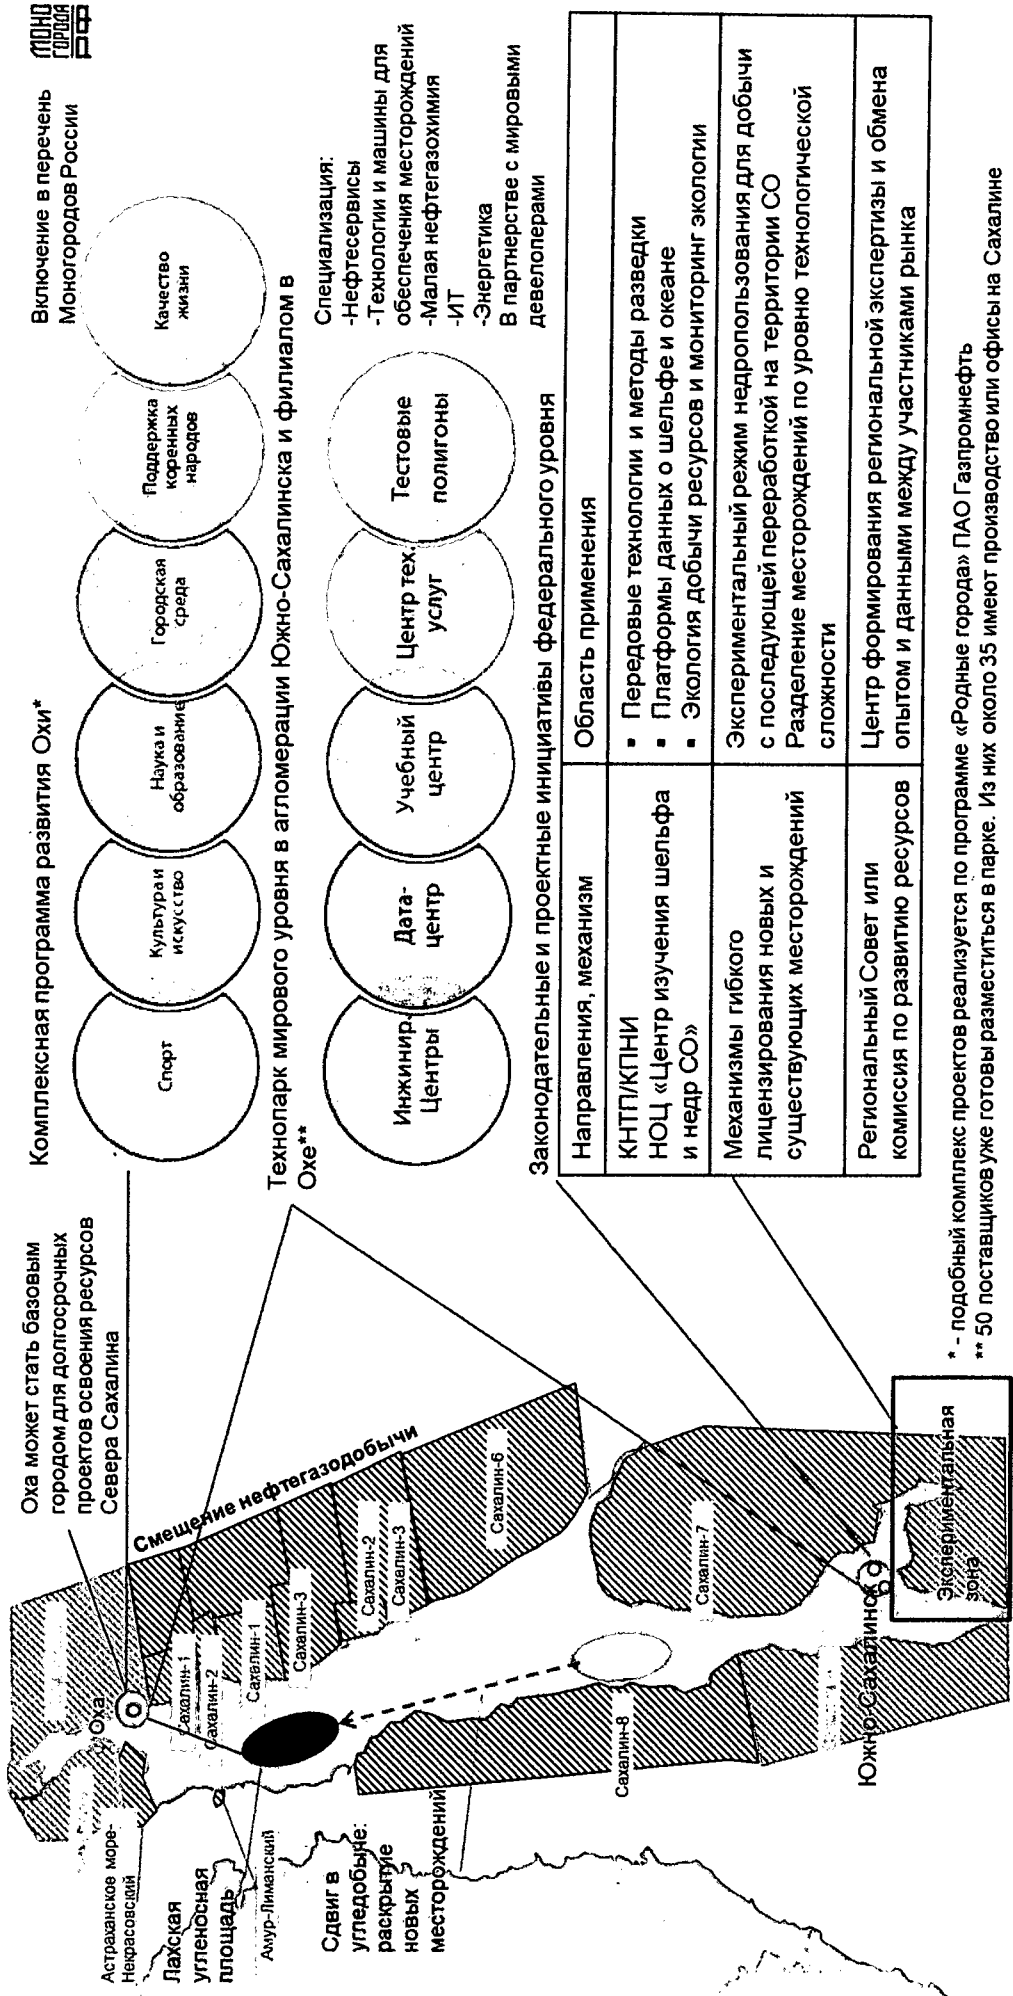 Оха может стать базовым
городом для долгосрочных
проектов освоения ресурсов
Севера Сахалина
Комплексная программа развития Охи*
Включение в перечень
Моногородов России
МОНО
ГОРОДА
РФ
Спорт
Культура и
искусство
Наука и
образование
Городская
среда
Поддержка
коренных
народов
Качество
жизни
Технопарк мирового уровня в агломерации Южно-Сахалинска и филиалом в
Охе**
Инжинир.
Центры
Дата-
центр
Учебный
центр
Центр тех.
услуг
Тестовые
полигоны
Специализация:
-Нефтесервисы
-Технологии и машины для
обеспечения месторождений
-Малая нефтегазохимия
-ИТ
-Энергетика
В партнерстве с мировыми
девелоперами
Законодательные и проектные инициативы федерального уровня
Направления, механизм
Область применения
КНТП/КПНИ
НОЦ «Центр изучения шельфа
и недр СО»
▪ Передовые технологии и методы разведки
▪ Платформы данных о шельфе и океане
▪ Экология добычи ресурсов и мониторинг экологии
Механизмы гибкого
лицензирования новых и
существующих месторождений
Экспериментальный режим недропользования для добычи
с последующей переработкой на территории СО
Разделение месторождений по уровню технологической
сложности
Региональный Совет или
комиссия по развитию ресурсов
Центр формирования региональной экспертизы и обмена
опытом и данными между участниками рынка
* - подобный комплекс проектов реализуется по программе «Родные города» ПАО Газпромнефть
** 50 поставщиков уже готовы разместиться в парке. Из них около 35 имеют производство или офисы на Сахалине
Астраханское море-
Некрасовский
Лахская
угленосная
площадь
Амур-Лиманский
Сдвиг в
угледобыче:
раскрытие
новых
месторождений
Оха
Смещение нефтегазодобычи
Сахалин-1
Сахалин-2
Сахалин-1
Сахалин-3
Сахалин-2
Сахалин-3
Сахалин-6
Сахалин-7
Сахалин-8
Южно-Сахалинск
Экспериментальная
зона